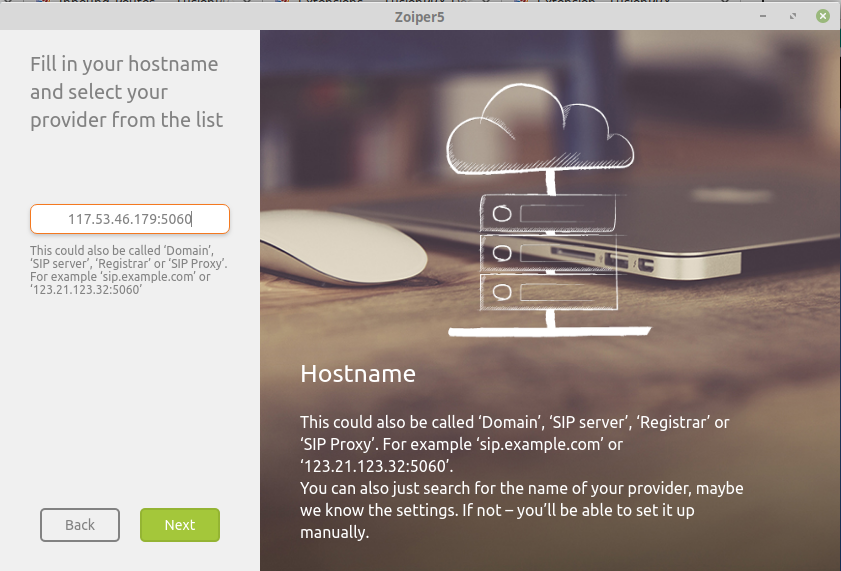 Zoiper5
Fill in your hostname
and select your
provider from the list
117.53.46.179:5060
This could also be called ‘Domain’,
‘SIP server’, ‘Registrar’ or ‘SIP Proxy’.
For example ‘sip.example.com’ or
‘123.21.123.32:5060’
Back
Next
Hostname
This could also be called ‘Domain’, ‘SIP server’, ‘Registrar’ or
‘SIP Proxy’. For example ‘sip.example.com’ or
‘123.21.123.32:5060’.
You can also just search for the name of your provider, maybe
we know the settings. If not – you’ll be able to set it up
manually.